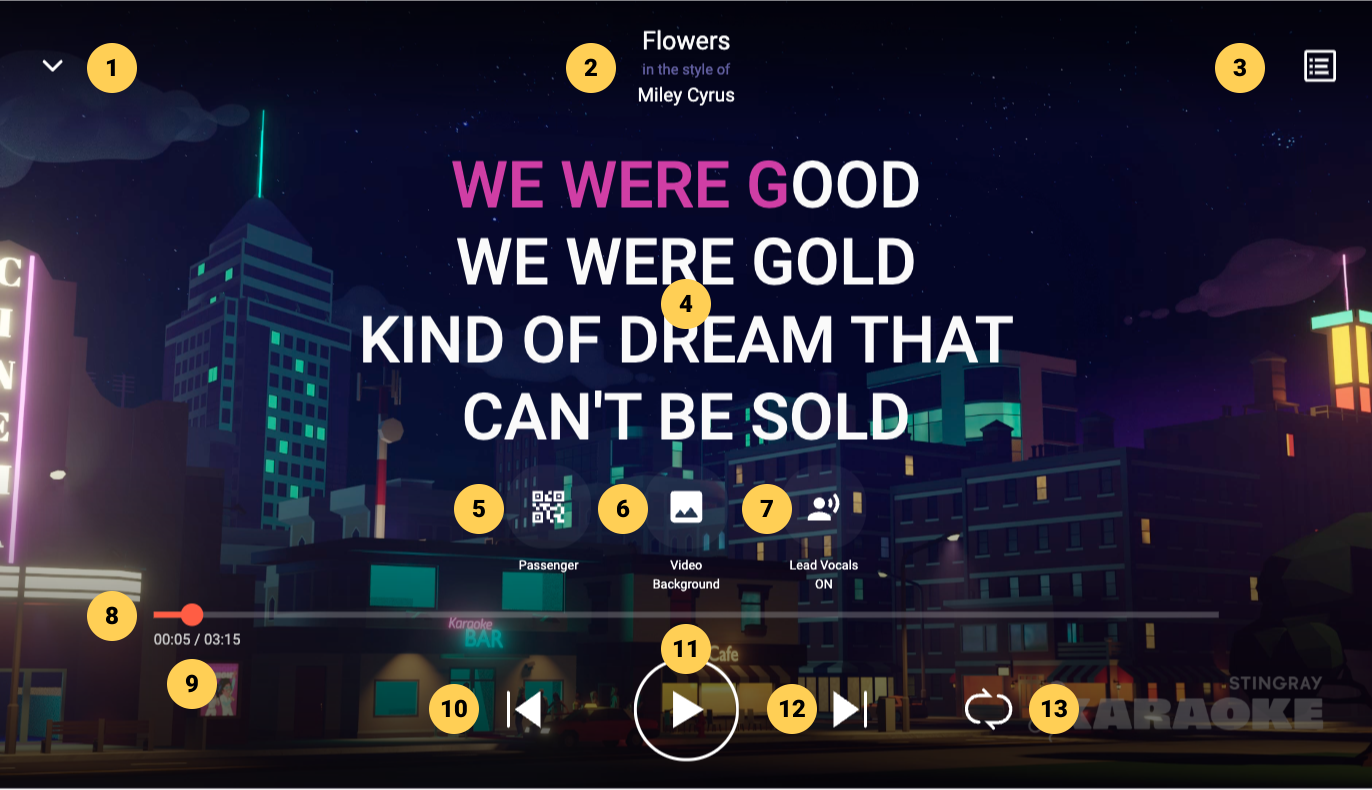 1
2
Flowers
in the style of
Miley Cyrus
3
WE WERE GOOD
WE WERE GOLD
4
KIND OF DREAM THAT
CAN'T BE SOLD
5
6
7
Passenger
Video
Background
Lead Vocals
ON
8
00:05 / 03:15
9
Karaoke
BAR
Cafe
10
11
12
13
STINGRAY
KARAOKE
CINEMA